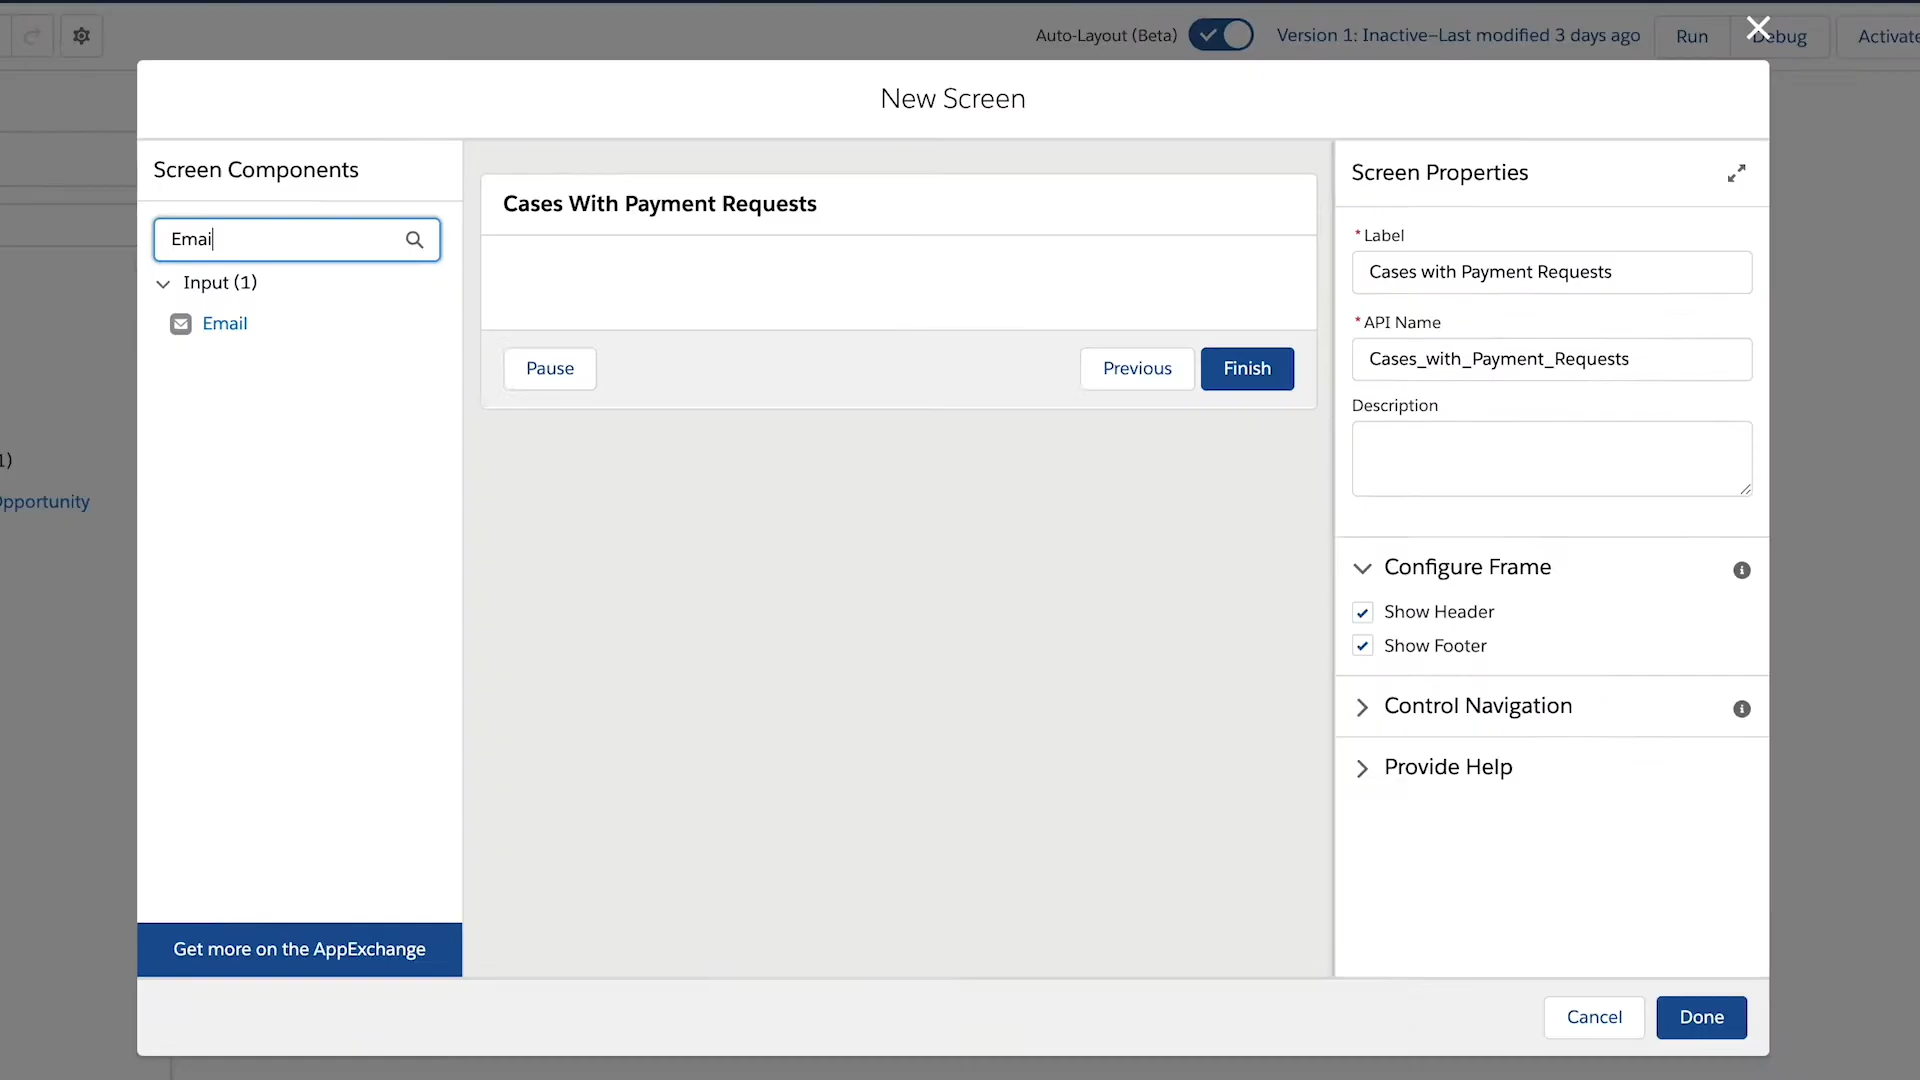 Auto-Layout (Beta)
Version 1: Inactive–Last modified 3 days ago
Run
Debug
Activate
New Screen
Screen Components
Emai
Input (1)
Email
Get more on the AppExchange
Cases With Payment Requests
Pause
Previous
Finish
Screen Properties
* Label
Cases with Payment Requests
* API Name
Cases_with_Payment_Requests
Description
Configure Frame
Show Header
Show Footer
Control Navigation
Provide Help
1)
Opportunity
Cancel
Done